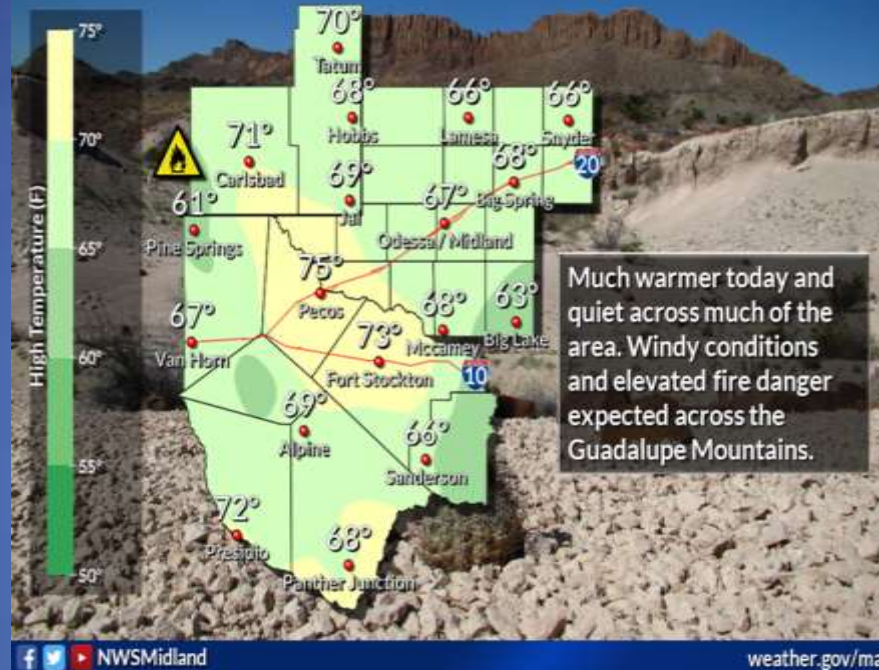 75°
70°
65°
60°
55°
50°
High Temperature (F)
70°
Tatum
68°
Hobbs
66°
Lamesa
66°
Snyder
71°
Carlsbad
69°
Jal
67°
Odessa / Midland
68°
Big Spring
20
61°
Pine Springs
75°
Pecos
67°
Van Horn
73°
Fort Stockton
68°
Mccamey
63°
Big Lake
10
69°
Alpine
66°
Sanderson
72°
Presidio
68°
Panther Junction
Much warmer today and
quiet across much of the
area. Windy conditions
and elevated fire danger
expected across the
Guadalupe Mountains.
NWSMidland
weather.gov/ma